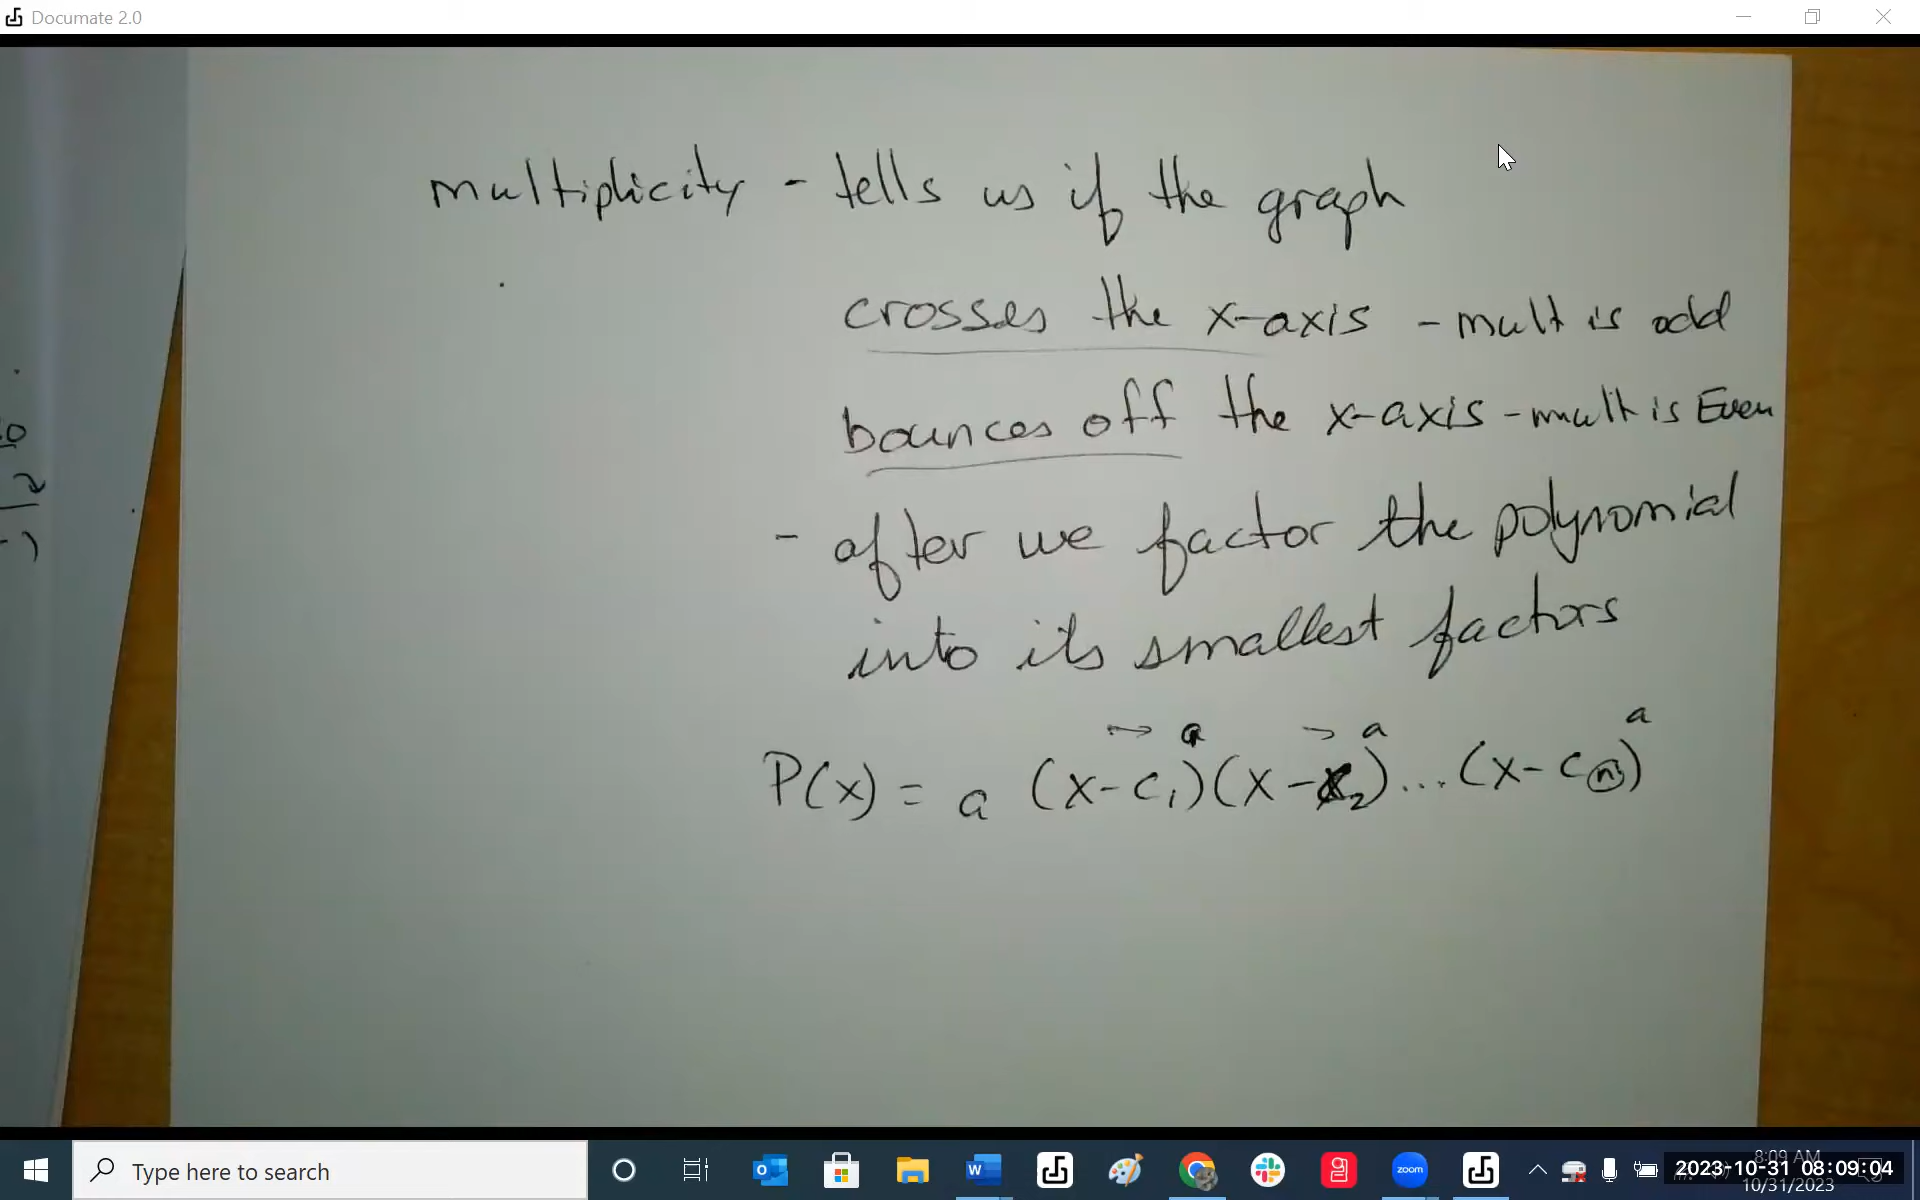 Documate 2.0
multiplicity - tells us if the graph
crosses the x-axis - mult is odd
bounces off the x-axis - mult is Even
- after we factor the polynomial
into its smallest factors
P(x) = a (x-c₁)ᵃ(x-c₂)ᵃ...(x-cₙ)ᵃ
Type here to search
zoom
8:09 AM
2023-10-31 08:09:04
10/31/2023